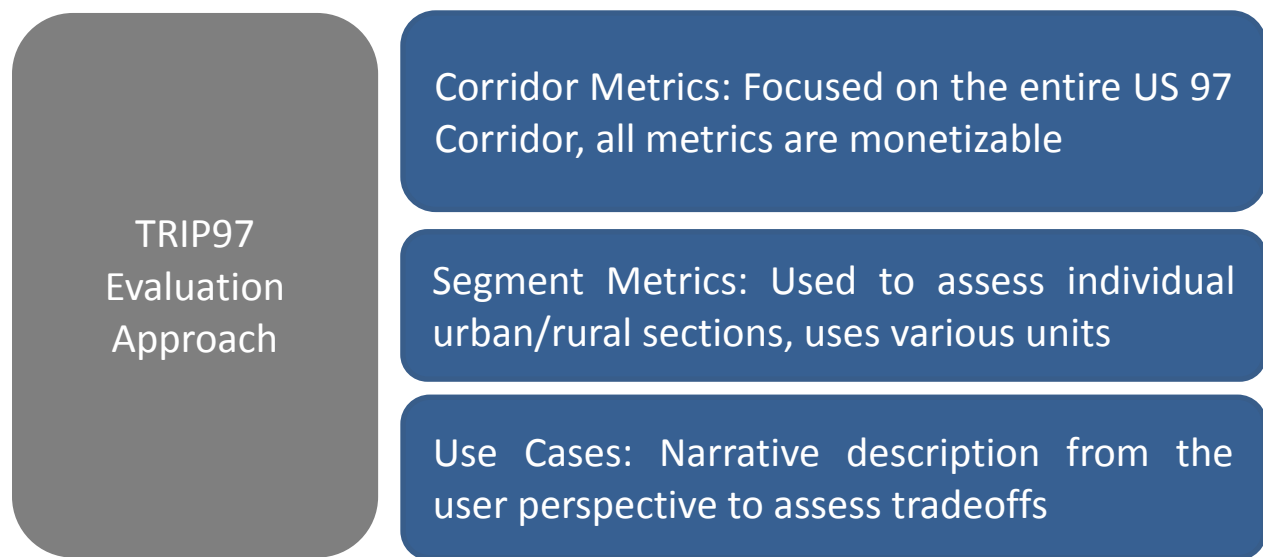 TRIP97
Evaluation
Approach
Corridor Metrics: Focused on the entire US 97
Corridor, all metrics are monetizable
Segment Metrics: Used to assess individual
urban/rural sections, uses various units
Use Cases: Narrative description from the
user perspective to assess tradeoffs